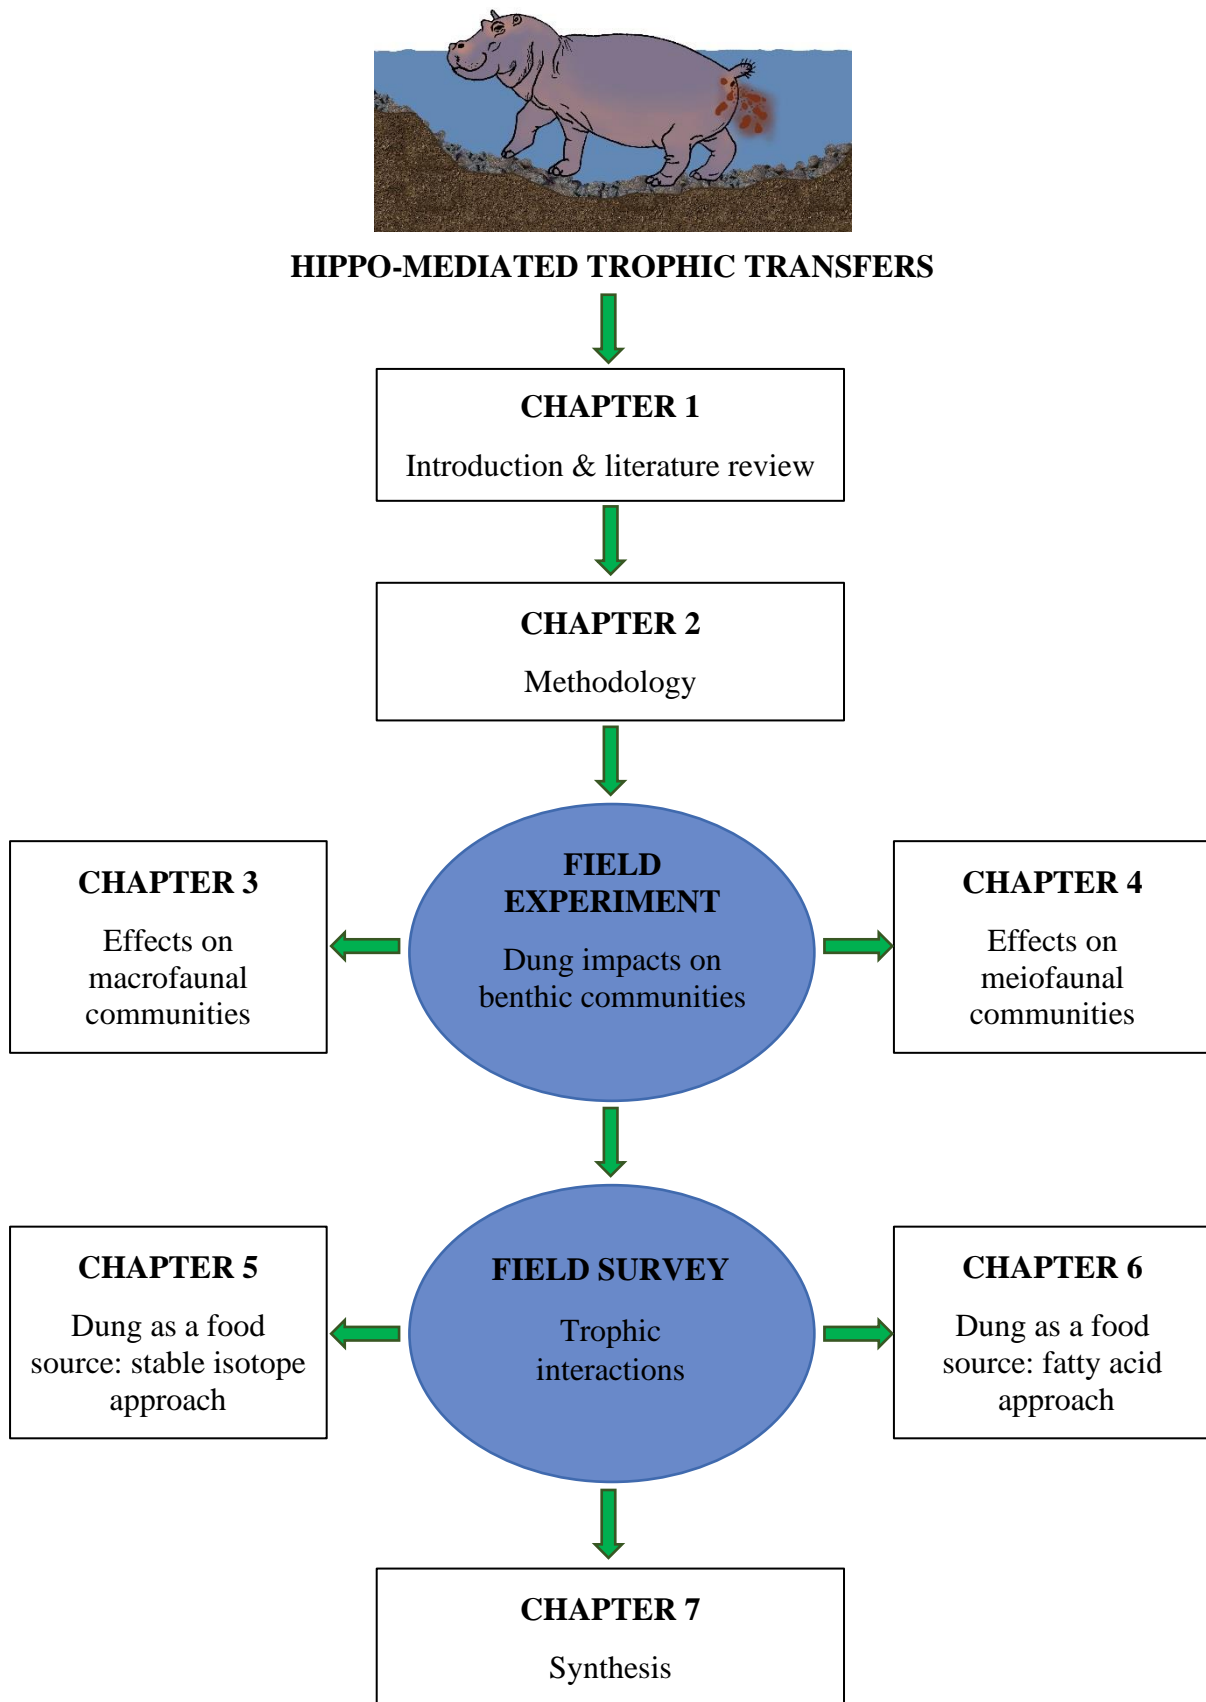 HIPPO-MEDIATED TROPHIC TRANSFERS
CHAPTER 1
Introduction & literature review
CHAPTER 2
Methodology
FIELD
EXPERIMENT
Dung impacts on
benthic communities
CHAPTER 3
Effects on
macrofaunal
communities
CHAPTER 4
Effects on
meiofaunal
communities
FIELD SURVEY
Trophic
interactions
CHAPTER 5
Dung as a food
source: stable isotope
approach
CHAPTER 6
Dung as a food
source: fatty acid
approach
CHAPTER 7
Synthesis